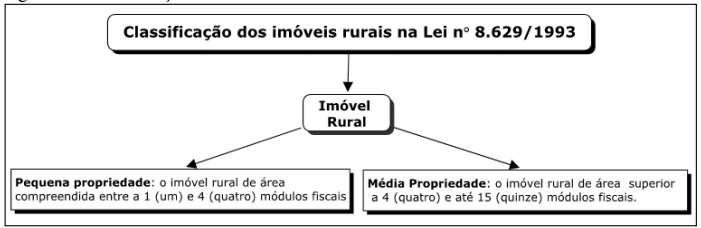 Classificação dos imóveis rurais na Lei nº 8.629/1993
Imóvel
Rural
Pequena propriedade: o imóvel rural de área
compreendida entre a 1 (um) e 4 (quatro) módulos fiscais
Média Propriedade: o imóvel rural de área superior
a 4 (quatro) e até 15 (quinze) módulos fiscais.